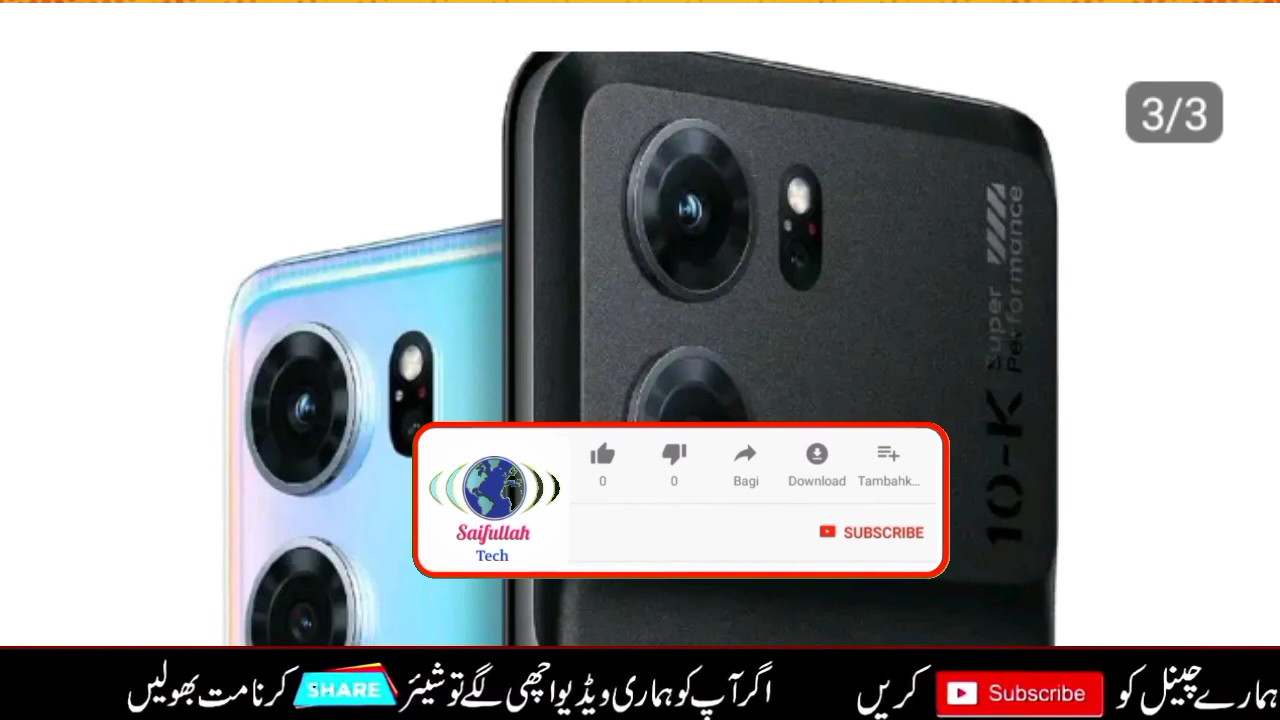 3/3
Super
Performance
10-K
0
0
Bagi
Download
Tambahk...
SUBSCRIBE
Saifullah
Tech
ہمارے چینل کو Subscribe کریں
اگر آپ کو ہماری ویڈیو اچھی لگے تو شیئر SHARE کرنا مت بھولیں